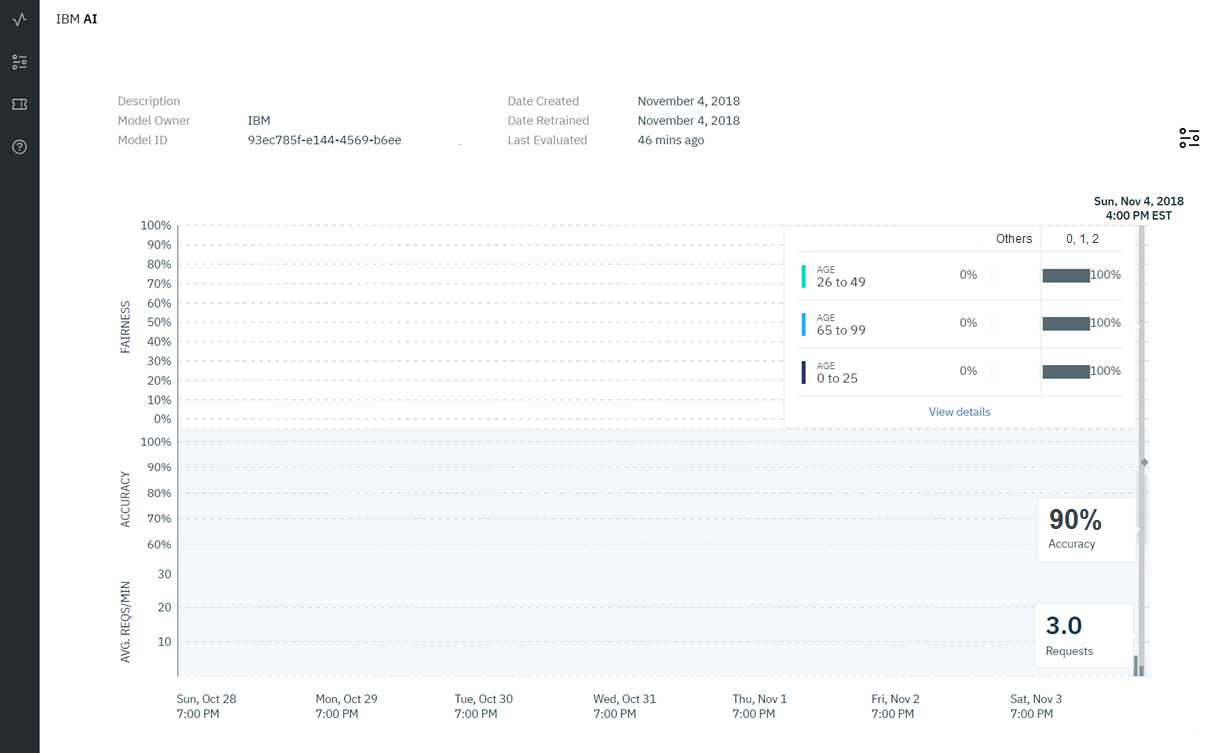 IBM AI
Description
Model Owner IBM
Model ID 93ec785f-e144-4569-b6ee
Date Created November 4, 2018
Date Retrained November 4, 2018
Last Evaluated 46 mins ago
Sun, Nov 4, 2018
4:00 PM EST
FAIRNESS
100%
90%
80%
70%
60%
50%
40%
30%
20%
10%
0%
Others 0, 1, 2
AGE
26 to 49 0% 100%
AGE
65 to 99 0% 100%
AGE
0 to 25 0% 100%
View details
ACCURACY
100%
90%
80%
70%
60%
90%
Accuracy
AVG. REQS/MIN
30
20
10
3.0
Requests
Sun, Oct 28 Mon, Oct 29 Tue, Oct 30 Wed, Oct 31 Thu, Nov 1 Fri, Nov 2 Sat, Nov 3
7:00 PM 7:00 PM 7:00 PM 7:00 PM 7:00 PM 7:00 PM 7:00 PM